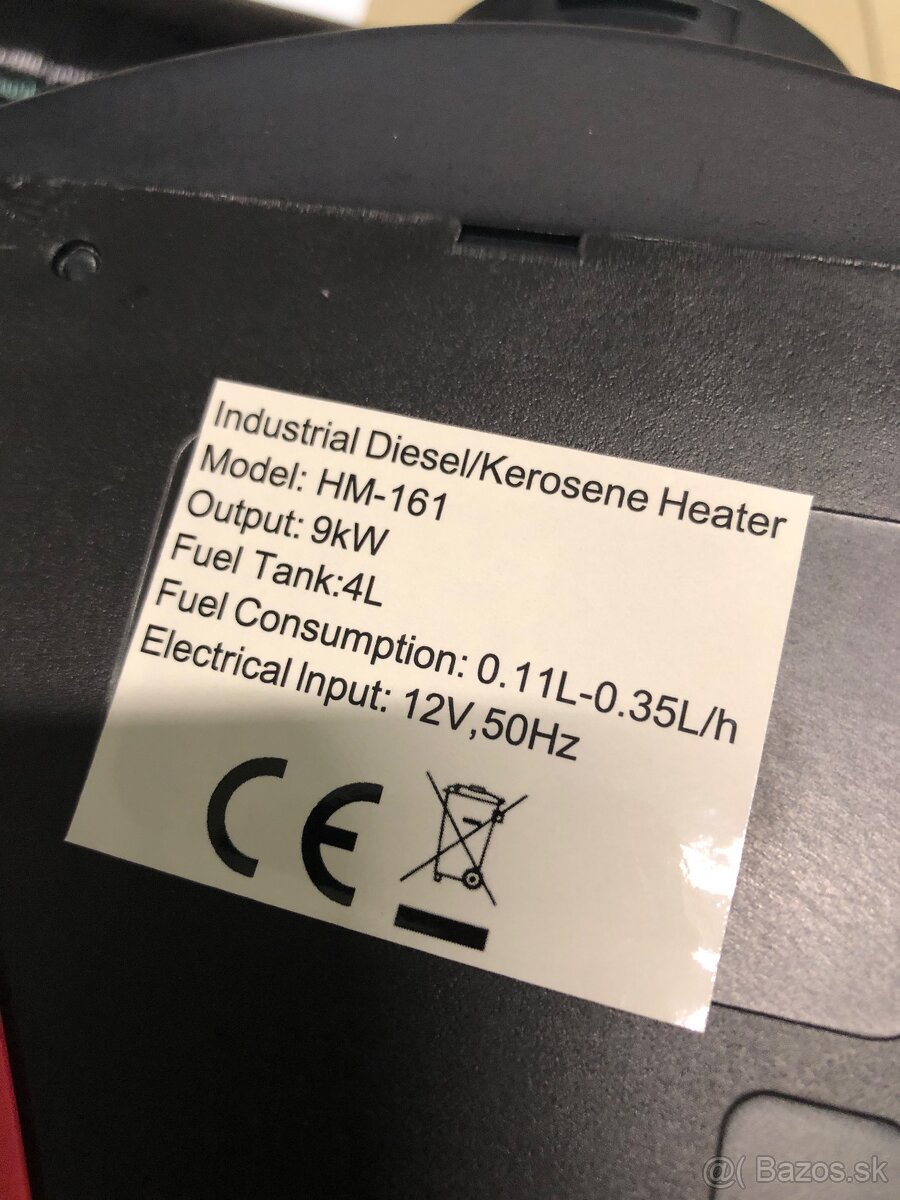 Industrial Diesel/Kerosene Heater
Model: HM-161
Output: 9kW
Fuel Tank:4L
Fuel Consumption: 0.11L-0.35L/h
Electrical Input: 12V,50Hz
CE
@( Bazos.sk